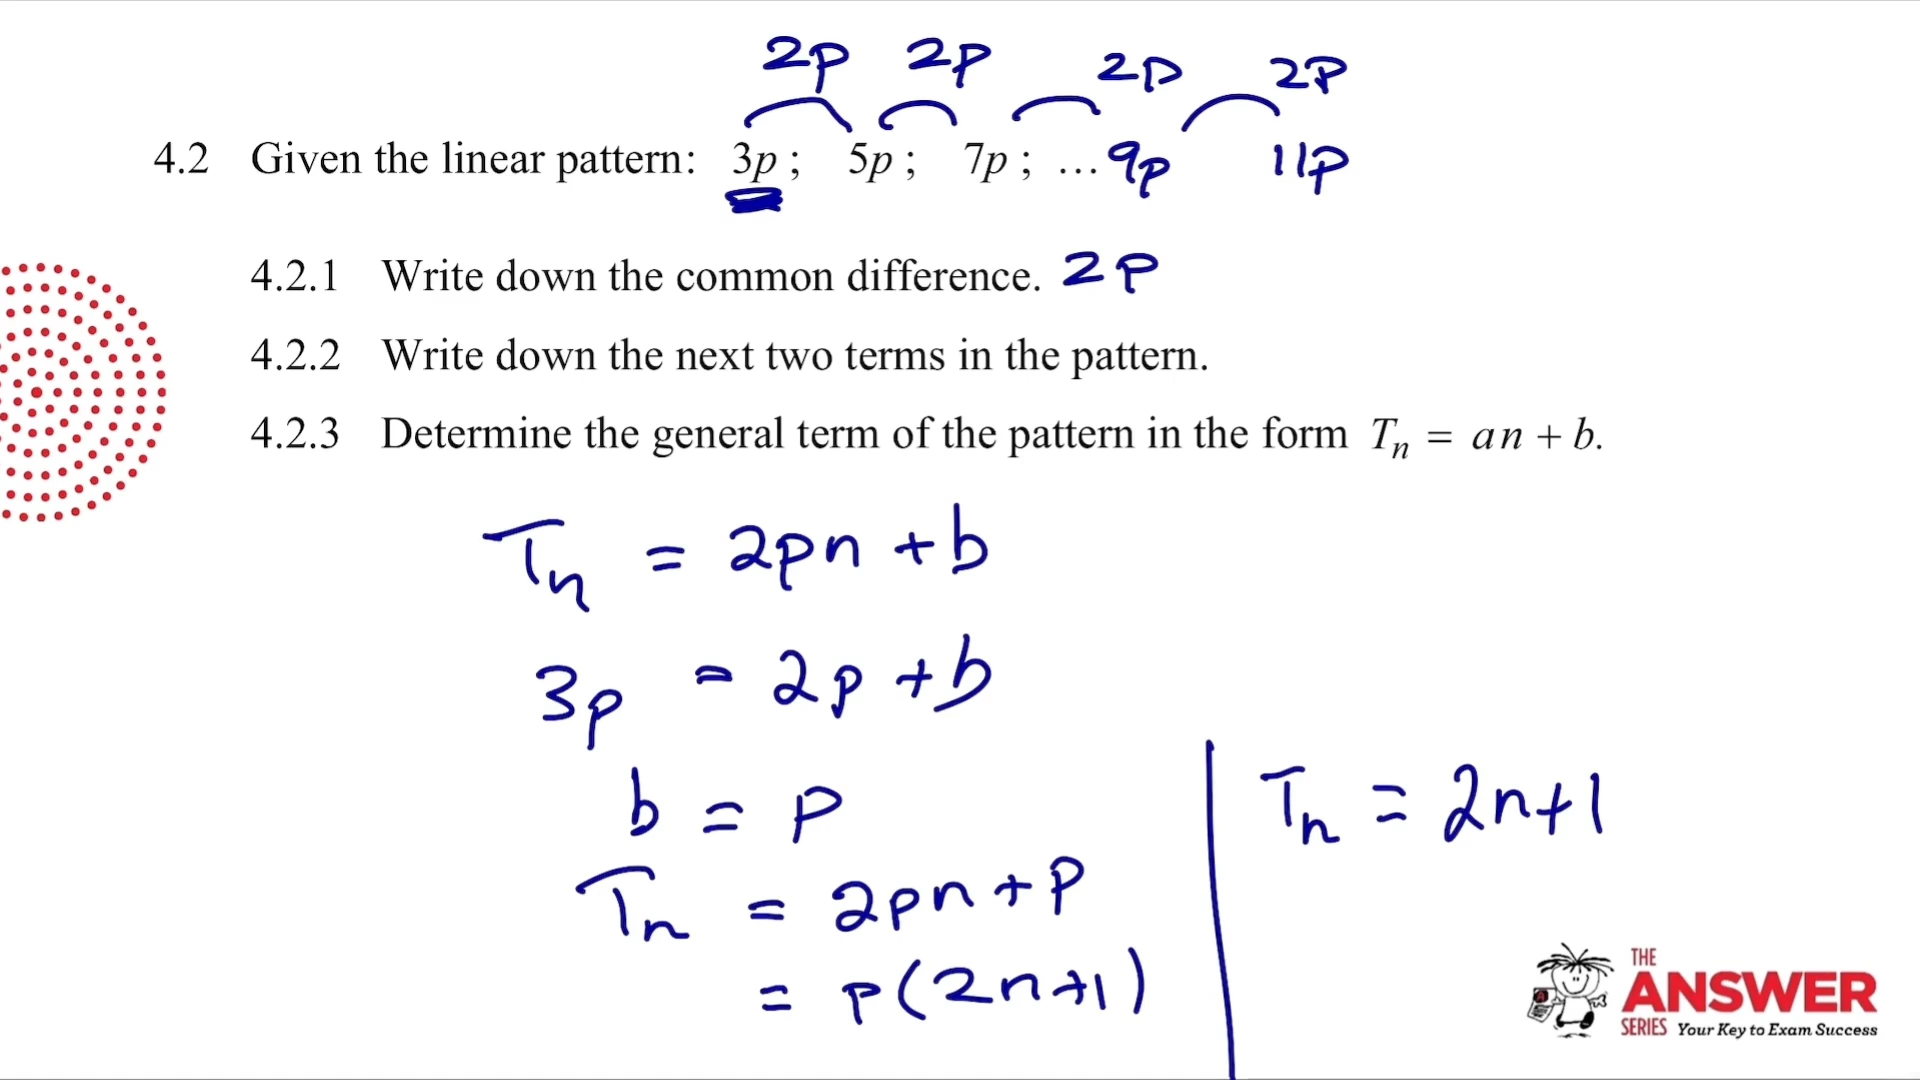 2p 2p 2p 2p
4.2 Given the linear pattern: 3p ; 5p ; 7p ; ... 9p 11p
4.2.1 Write down the common difference. 2p
4.2.2 Write down the next two terms in the pattern.
4.2.3 Determine the general term of the pattern in the form Tn = an + b.
Tn = 2pn + b
3p = 2p + b
b = p
Tn = 2n+1
Tn = 2pn + p
= p(2n+1)
THE
ANSWER
SERIES Your Key to Exam Success